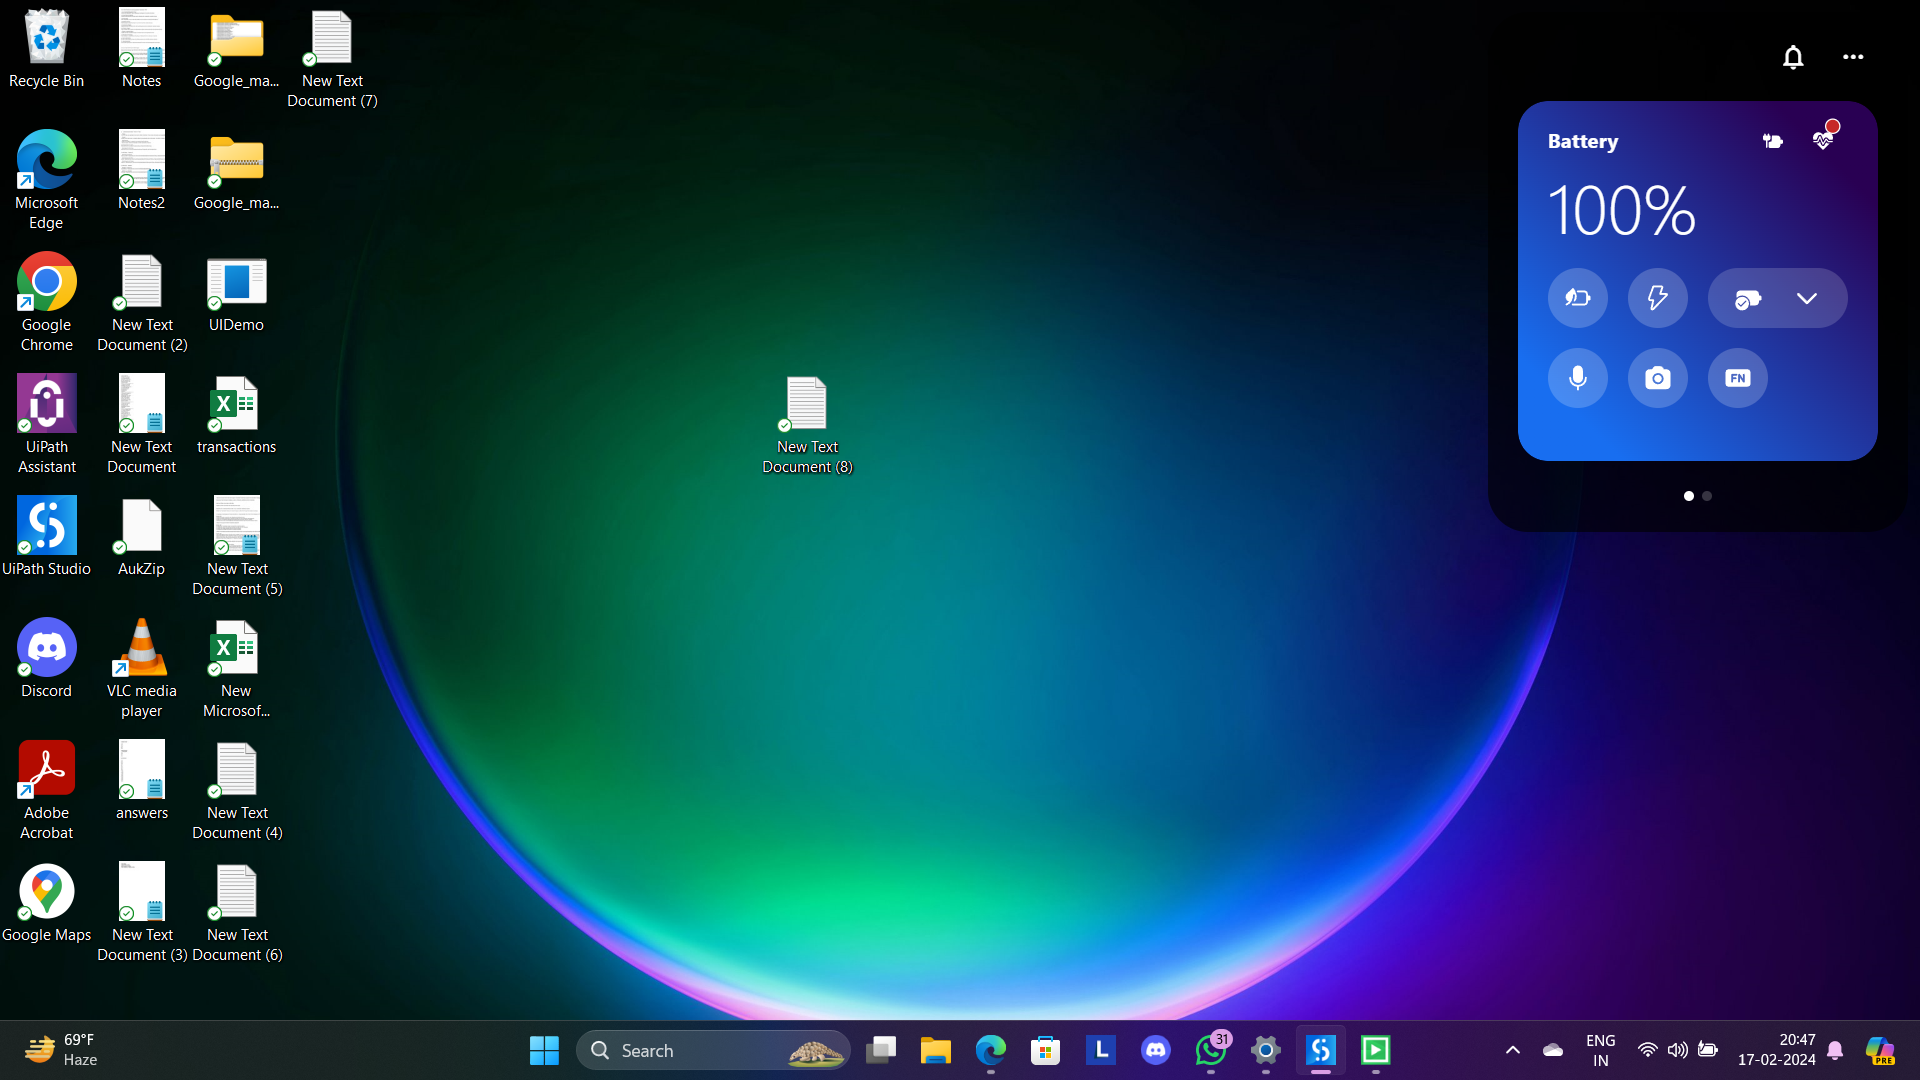 Recycle Bin
Notes
Google_ma...
New Text
Document (7)
Microsoft
Edge
Notes2
Google_ma...
Google
Chrome
New Text
Document (2)
UIDemo
UiPath
Assistant
New Text
Document
transactions
New Text
Document (8)
UiPath Studio
AukZip
New Text
Document (5)
Discord
VLC media
player
New
Microsof...
Adobe
Acrobat
answers
New Text
Document (4)
Google Maps
New Text
Document (3)
New Text
Document (6)
Battery
100%
FN
69°F
Haze
Search
L
31
ENG
IN
20:47
17-02-2024
PRE